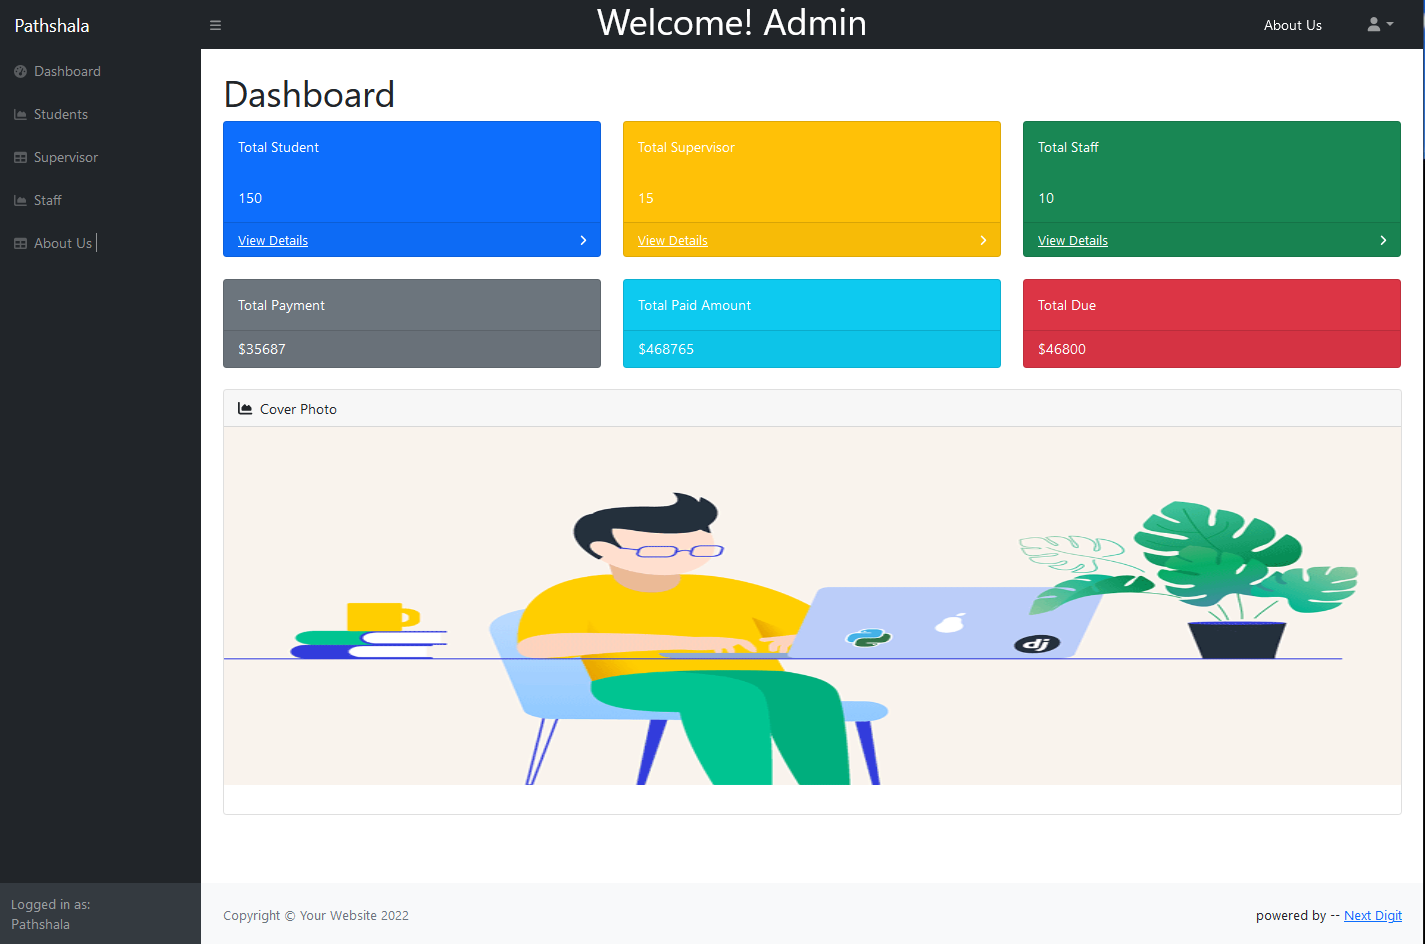 Pathshala
Welcome! Admin
About Us
Dashboard
Students
Supervisor
Staff
About Us
Dashboard
Total Student
150
View Details
Total Supervisor
15
View Details
Total Staff
10
View Details
Total Payment
$35687
Total Paid Amount
$468765
Total Due
$46800
Cover Photo
dj
Logged in as:
Pathshala
Copyright © Your Website 2022
powered by -- Next Digit